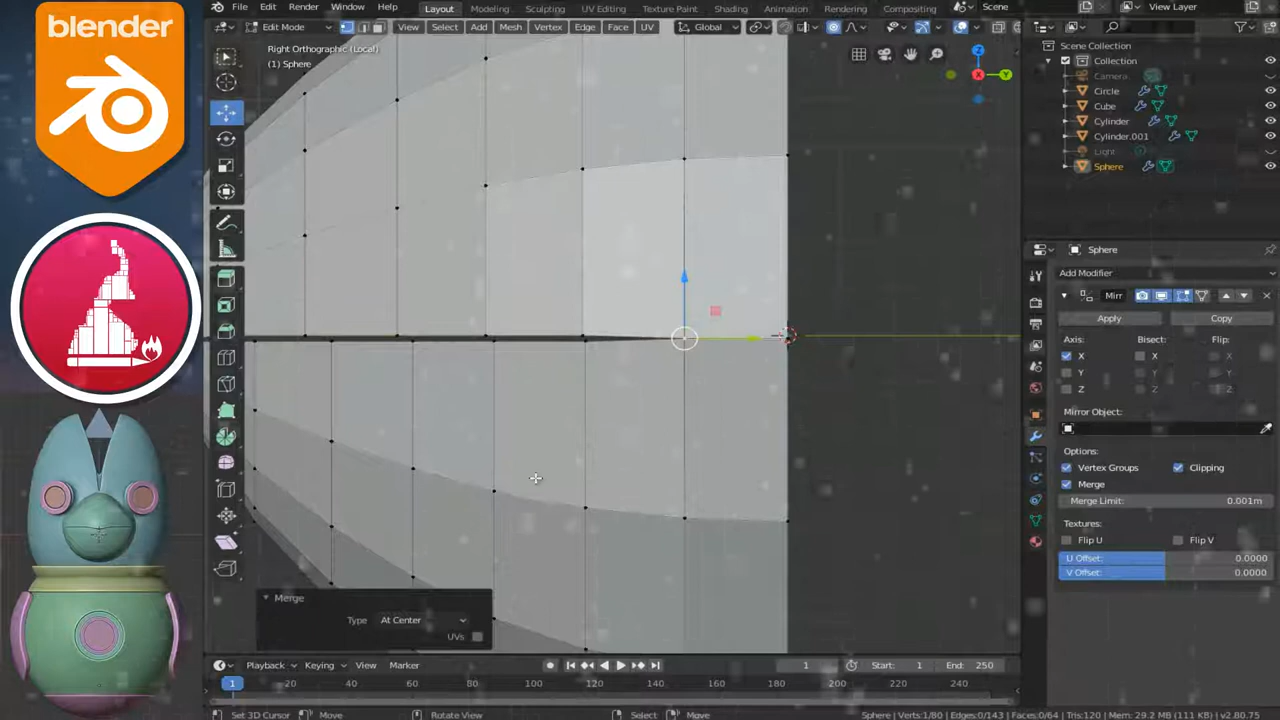 blender
File Edit Render Window Help
Layout Modeling Sculpting UV Editing Texture Paint Shading Animation Rendering
Scene
View Layer
Edit Mode
View Select Add Mesh Vertex Edge Face UV
Global
Right Orthographic (Local)
(1) Sphere
Z
X
Y
Scene Collection
Collection
Camera
Circle
Cube
Cylinder
Cylinder.001
Light
Sphere
Sphere
Add Modifier
Mirr
Apply Copy
Axis: Bisect: Flip:
X X X
Y Y Y
Z Z Z
Mirror Object:
Options:
Vertex Groups Clipping
Merge
Merge Limit: 0.001m
Textures:
Flip U Flip V
U Offset: 0.0000
V Offset: 0.0000
Merge
Type At Center
UVs
Playback Keying View Marker
1 Start: 1 End: 250
1 20 40 60 80 100 120 140 160 180 200 220 240
Set 3D Cursor Move Rotate View Select Move
Sphere | Verts:1/80 | Edges:0/143 | Faces:0/64 | Tris:120 | Mem: 29.2 MB (111 KB) | v2.80.75